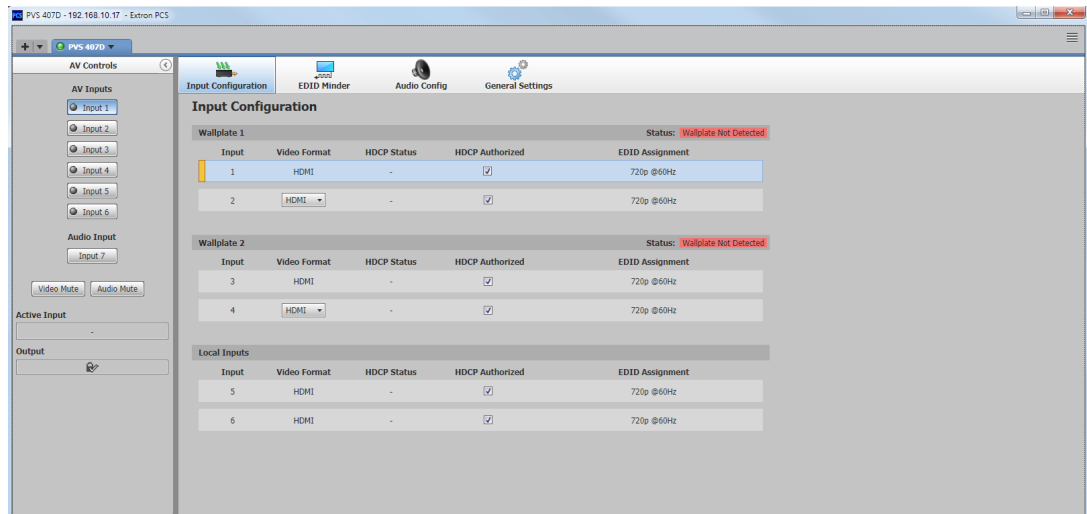 PCS PVS 407D - 192.168.10.17 - Extron PCS
PVS 407D
AV Controls
AV Inputs
Input 1
Input 2
Input 3
Input 4
Input 5
Input 6
Audio Input
Input 7
Video Mute Audio Mute
Active Input
-
Output
Input Configuration EDID Minder Audio Config General Settings
Input Configuration
Wallplate 1 Status: Wallplate Not Detected
Input Video Format HDCP Status HDCP Authorized EDID Assignment
1 HDMI - 720p @60Hz
2 HDMI - 720p @60Hz
Wallplate 2 Status: Wallplate Not Detected
Input Video Format HDCP Status HDCP Authorized EDID Assignment
3 HDMI - 720p @60Hz
4 HDMI - 720p @60Hz
Local Inputs
Input Video Format HDCP Status HDCP Authorized EDID Assignment
5 HDMI - 720p @60Hz
6 HDMI - 720p @60Hz